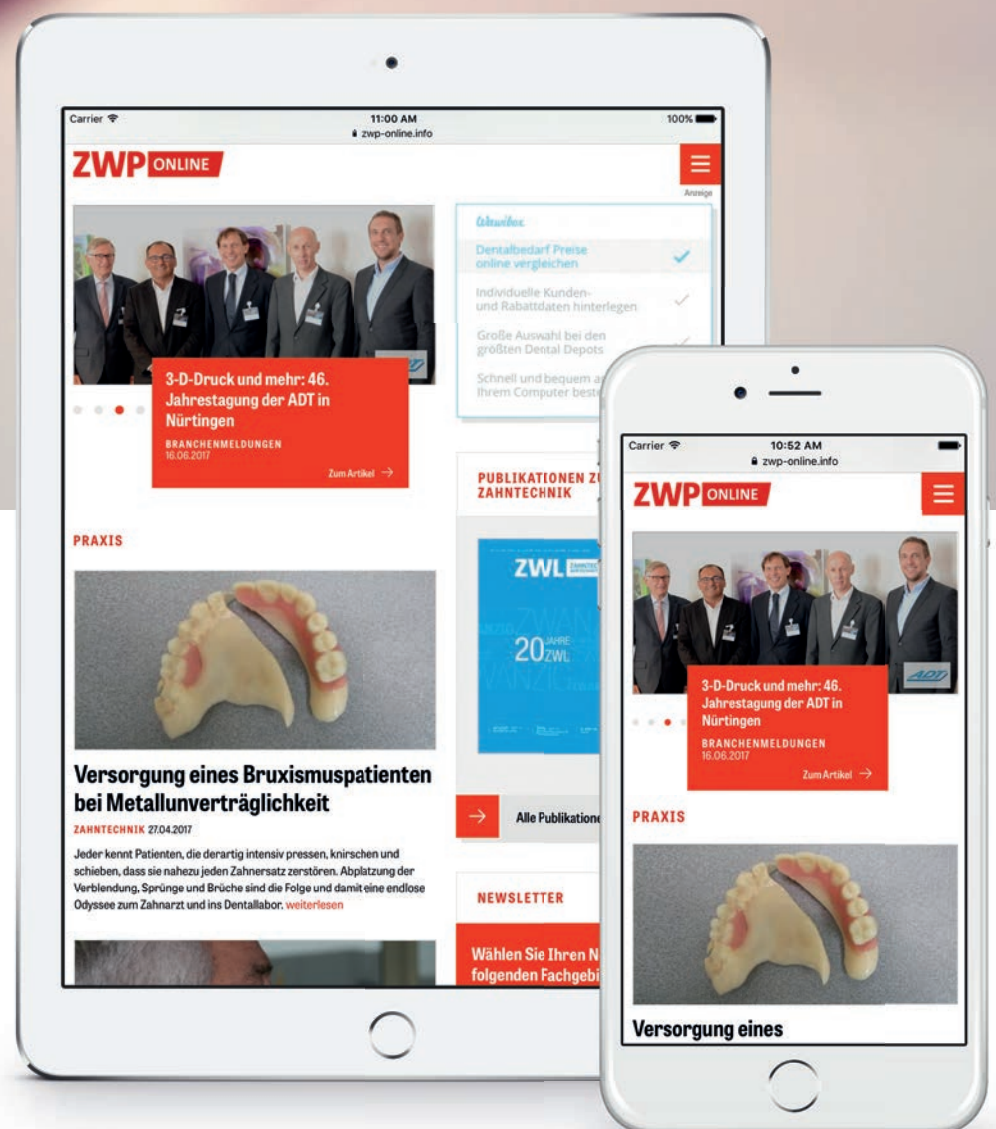 Carrier
11:00 AM
100%
zwp-online.info
ZWP ONLINE
Anzeige
3-D-Druck und mehr: 46.
Jahrestagung der ADT in
Nürtingen
BRANCHENMELDUNGEN
16.06.2017
Zum Artikel →
Wawibox
Dentalbedarf Preise
online vergleichen
Individuelle Kunden-
und Rabattdaten hinterlegen
Große Auswahl bei den
größten Dental Depots
Schnell und bequem
Ihrem Computer
PRAXIS
Versorgung eines Bruxismuspatienten
bei Metallunverträglichkeit
ZAHNTECHNIK 27.04.2017
Jeder kennt Patienten, die derartig intensiv pressen, knirschen und
schieben, dass sie nahezu jeden Zahnersatz zerstören. Abplatzung der
Verblendung, Sprünge und Brüche sind die Folge und damit eine endlose
Odyssee zum Zahnarzt und ins Dentallabor. weiterlesen
PUBLIKATIONEN
ZAHNTECHNIK
ZWL
20 JAHRE
ZWL
Alle Publikatione
NEWSLETTER
Wählen Sie Ihren N
folgenden Fachgebi
Carrier
10:52 AM
zwp-online.info
ZWP ONLINE
ADT
3-D-Druck und mehr: 46.
Jahrestagung der ADT in
Nürtingen
BRANCHENMELDUNGEN
16.06.2017
Zum Artikel →
PRAXIS
Versorgung eines